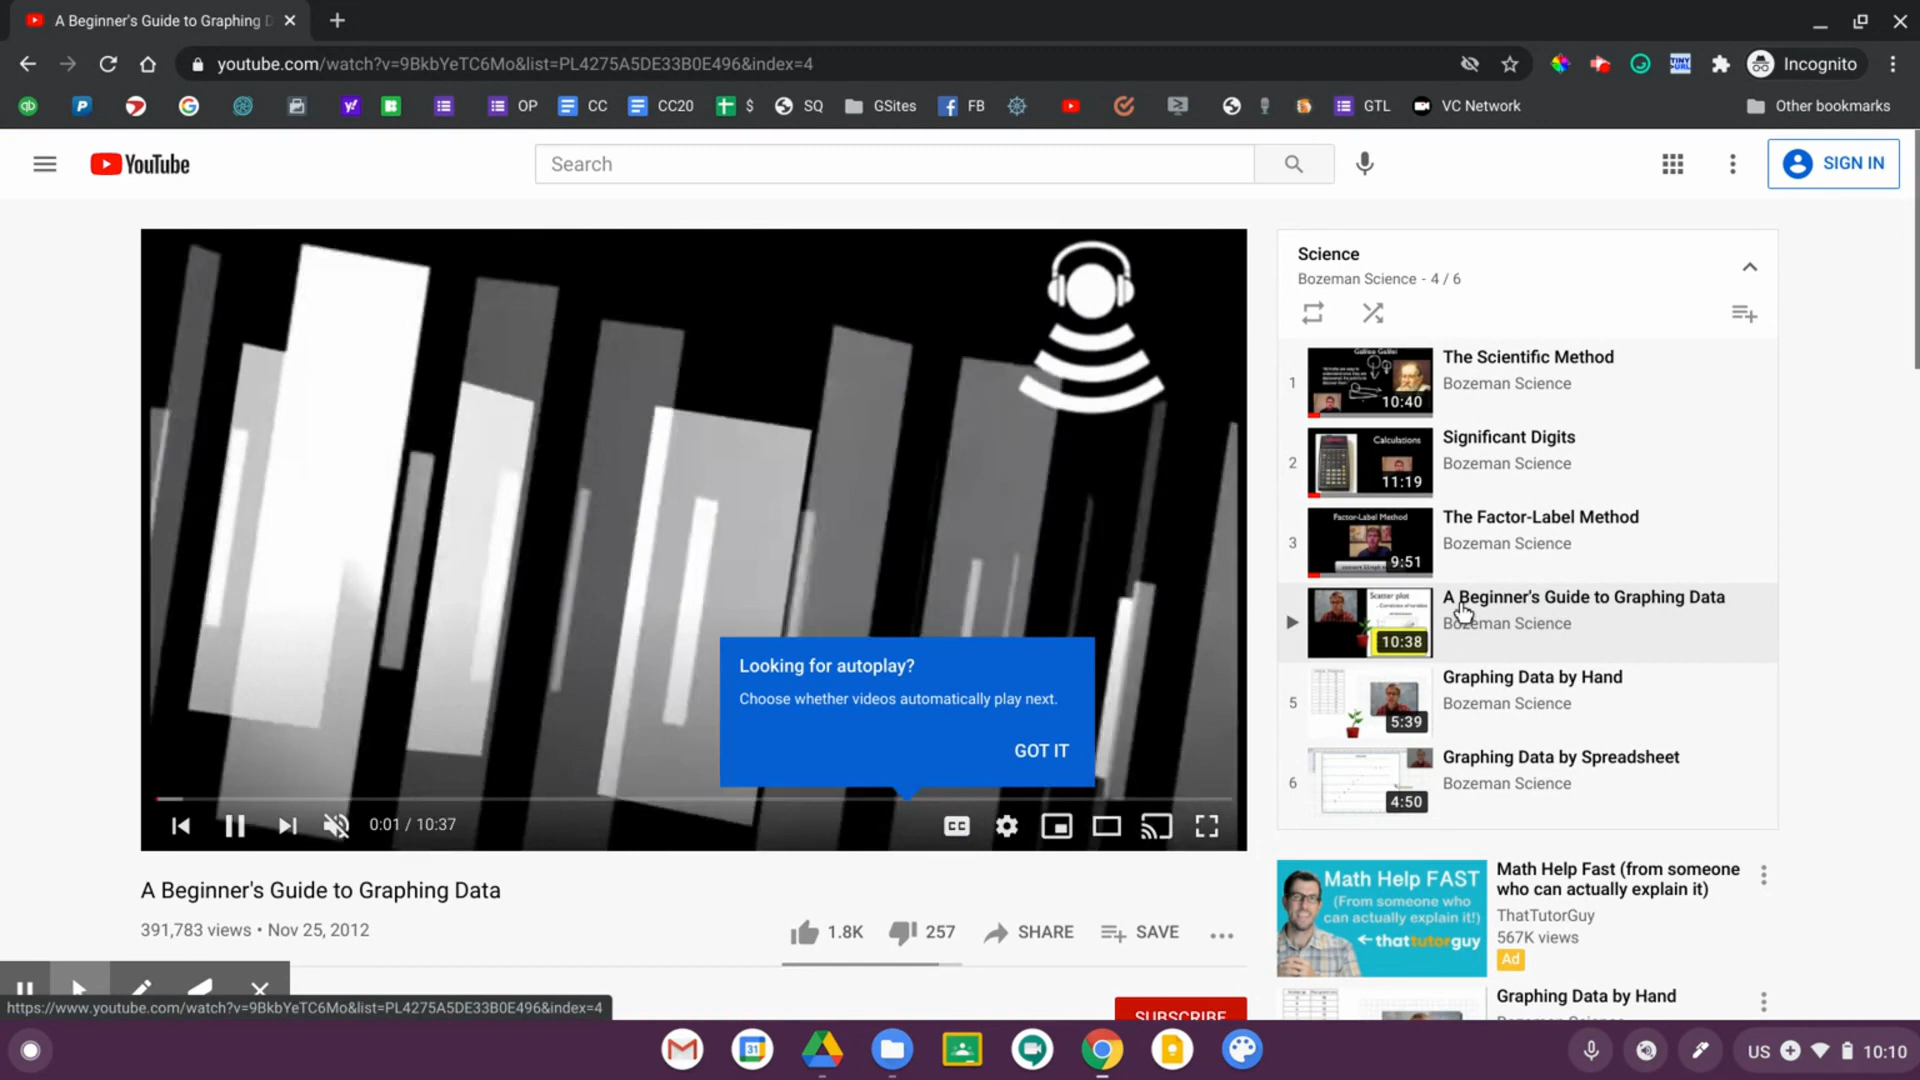 A Beginner's Guide to Graphing D
youtube.com/watch?v=9BkbYeTC6Mo&list=PL4275A5DE33B0E496&index=4
Incognito
OP
CC
CC20
$
SQ
GSites
FB
GTL
VC Network
Other bookmarks
YouTube
Search
SIGN IN
Science
Bozeman Science - 4 / 6
1
10:40
The Scientific Method
Bozeman Science
2
Calculations
11:19
Significant Digits
Bozeman Science
3
Factor-Label Method
9:51
The Factor-Label Method
Bozeman Science
Scatter plot
10:38
A Beginner's Guide to Graphing Data
Bozeman Science
5
5:39
Graphing Data by Hand
Bozeman Science
6
4:50
Graphing Data by Spreadsheet
Bozeman Science
Looking for autoplay?
Choose whether videos automatically play next.
GOT IT
0:01 / 10:37
CC
A Beginner's Guide to Graphing Data
391,783 views • Nov 25, 2012
1.8K
257
SHARE
SAVE
SUBSCRIBE
Math Help FAST
(From someone who
can actually explain it!)
thattutorguy
Math Help Fast (from someone
who can actually explain it)
ThatTutorGuy
567K views
Ad
Graphing Data by Hand
https://www.youtube.com/watch?v=9BkbYeTC6Mo&list=PL4275A5DE33B0E496&index=4
31
US
10:10